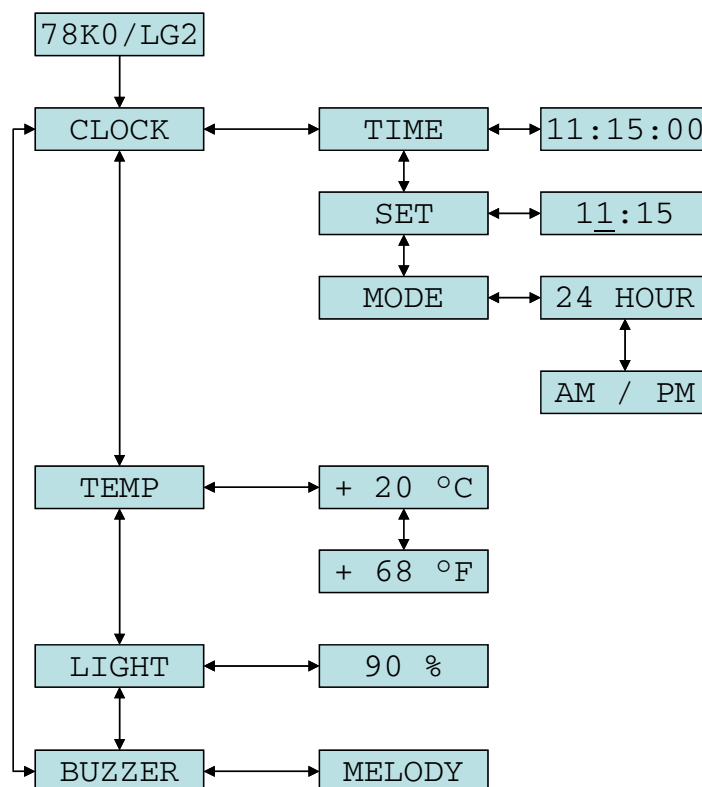 78K0/LG2
CLOCK
TIME
11:15:00
SET
11:15
MODE
24 HOUR
AM / PM
TEMP
+ 20 °C
+ 68 °F
LIGHT
90 %
BUZZER
MELODY